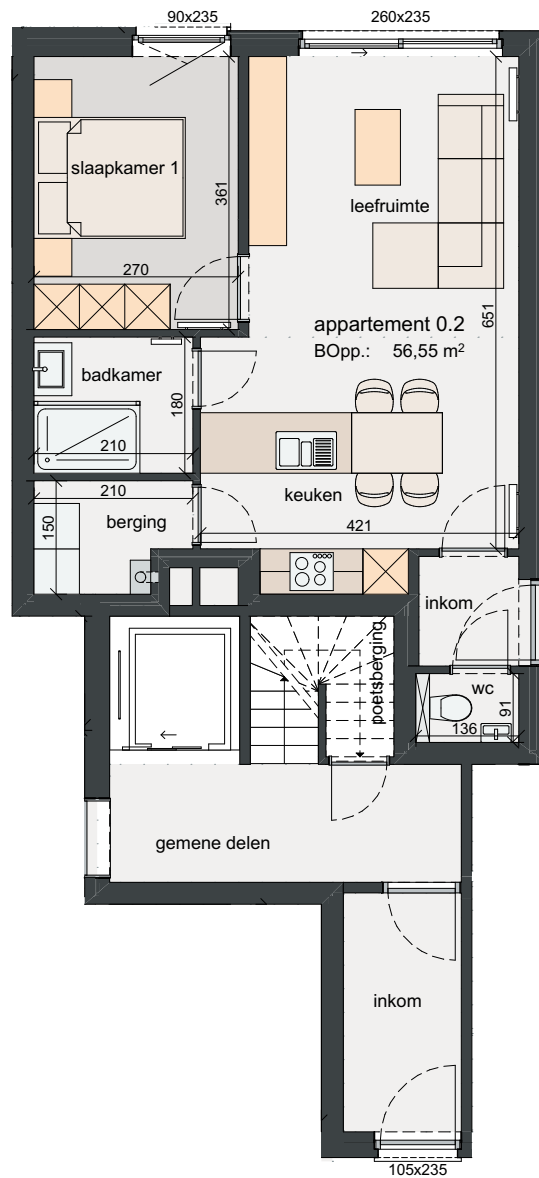 90x235
260x235
slaapkamer 1
361
leefruimte
270
651
appartement 0.2
BOpp.: 56,55 m²
badkamer
180
210
keuken
210
150
berging
421
inkom
poetsberging
wc
91
136
gemene delen
inkom
105x235